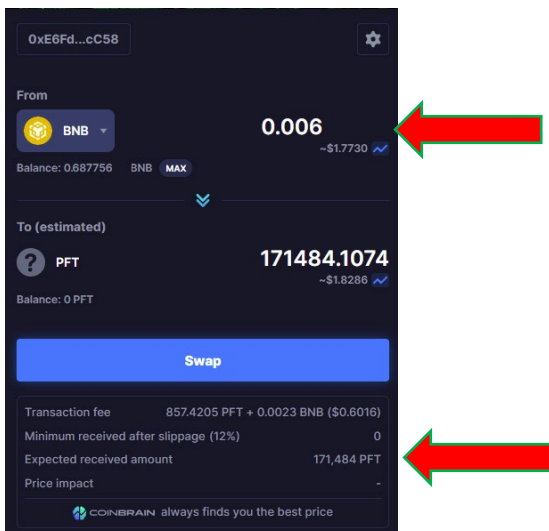 0xE6Fd...cC58
From
BNB 0.006
~$1.7730
Balance: 0.687756 BNB MAX
To (estimated)
? PFT 171484.1074
~$1.8286
Balance: 0 PFT
Swap
Transaction fee 857.4205 PFT + 0.0023 BNB ($0.6016)
Minimum received after slippage (12%) 0
Expected received amount 171,484 PFT
Price impact -
COINBRAIN always finds you the best price